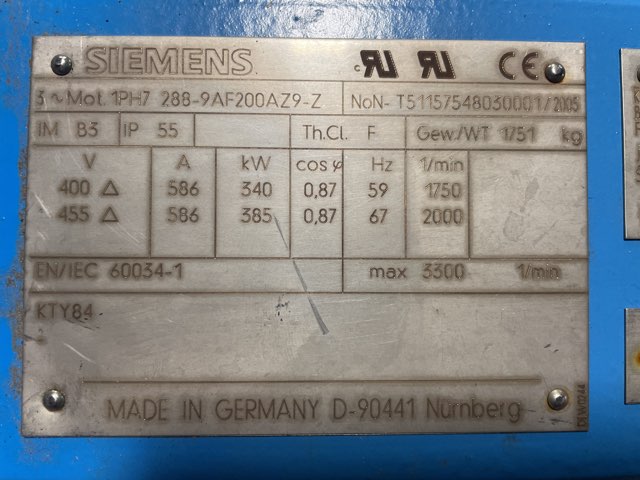 SIEMENS
3 ~ Mot. 1PH7 288-9AF200AZ9-Z NoN- T51157548030001/2005
IM B3 IP 55 Th.Cl. F Gew./WT 1/51 kg
V A kW cos φ Hz 1/min
400 Δ 586 340 0,87 59 1750
455 Δ 586 385 0,87 67 2000
EN/IEC 60034-1 max 3300 1/min
KTY84
MADE IN GERMANY D-90441 Nürnberg